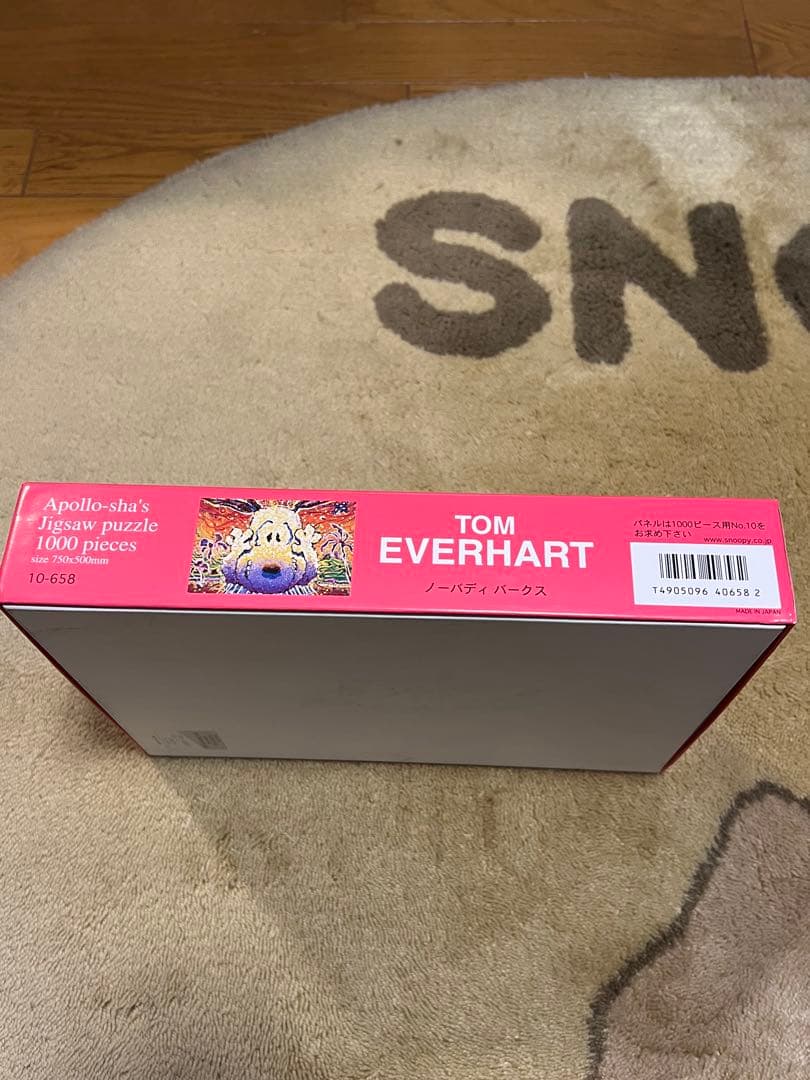 SN
Apollo-sha's
Jigsaw puzzle
1000 pieces
size 750x500mm
10-658
TOM
EVERHART
ノーバディ バークス
パネルは1000ピース用No.10を
お求め下さい
www.snoopy.co.jp
T4905096 40658 2
MADE IN JAPAN